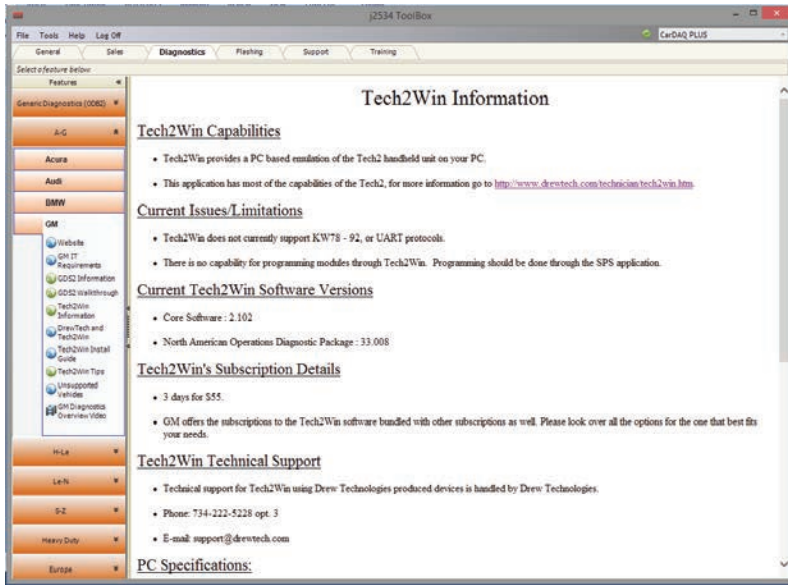 j2534 ToolBox
File Tools Help Log Off
CarDAQ PLUS
General Sales Diagnostics Flashing Support Training
Select a feature below
Features
Generic Diagnostics (OBD2)
A-G
Acura
Audi
BMW
GM
Website
GM IT
Requirements
GDS2 Information
GDS2 Walkthrough
Tech2Win
Information
DrewTech and
Tech2Win
Tech2Win Install
Guide
Tech2Win Tips
Unsupported
Vehicles
GM Diagnostics
Overview Video
H-La
Le-N
S-Z
Heavy Duty
Europe
Tech2Win Information
Tech2Win Capabilities
• Tech2Win provides a PC based emulation of the Tech2 handheld unit on your PC.
• This application has most of the capabilities of the Tech2, for more information go to http://www.drewtech.com/technician/tech2win.htm.
Current Issues/Limitations
• Tech2Win does not currently support KW78 - 92, or UART protocols.
• There is no capability for programming modules through Tech2Win. Programming should be done through the SPS application.
Current Tech2Win Software Versions
• Core Software : 2.102
• North American Operations Diagnostic Package : 33.008
Tech2Win's Subscription Details
• 3 days for $55.
• GM offers the subscriptions to the Tech2Win software bundled with other subscriptions as well. Please look over all the options for the one that best fits
your needs.
Tech2Win Technical Support
• Technical support for Tech2Win using Drew Technologies produced devices is handled by Drew Technologies.
• Phone: 734-222-5228 opt. 3
• E-mail: support@drewtech.com
PC Specifications: